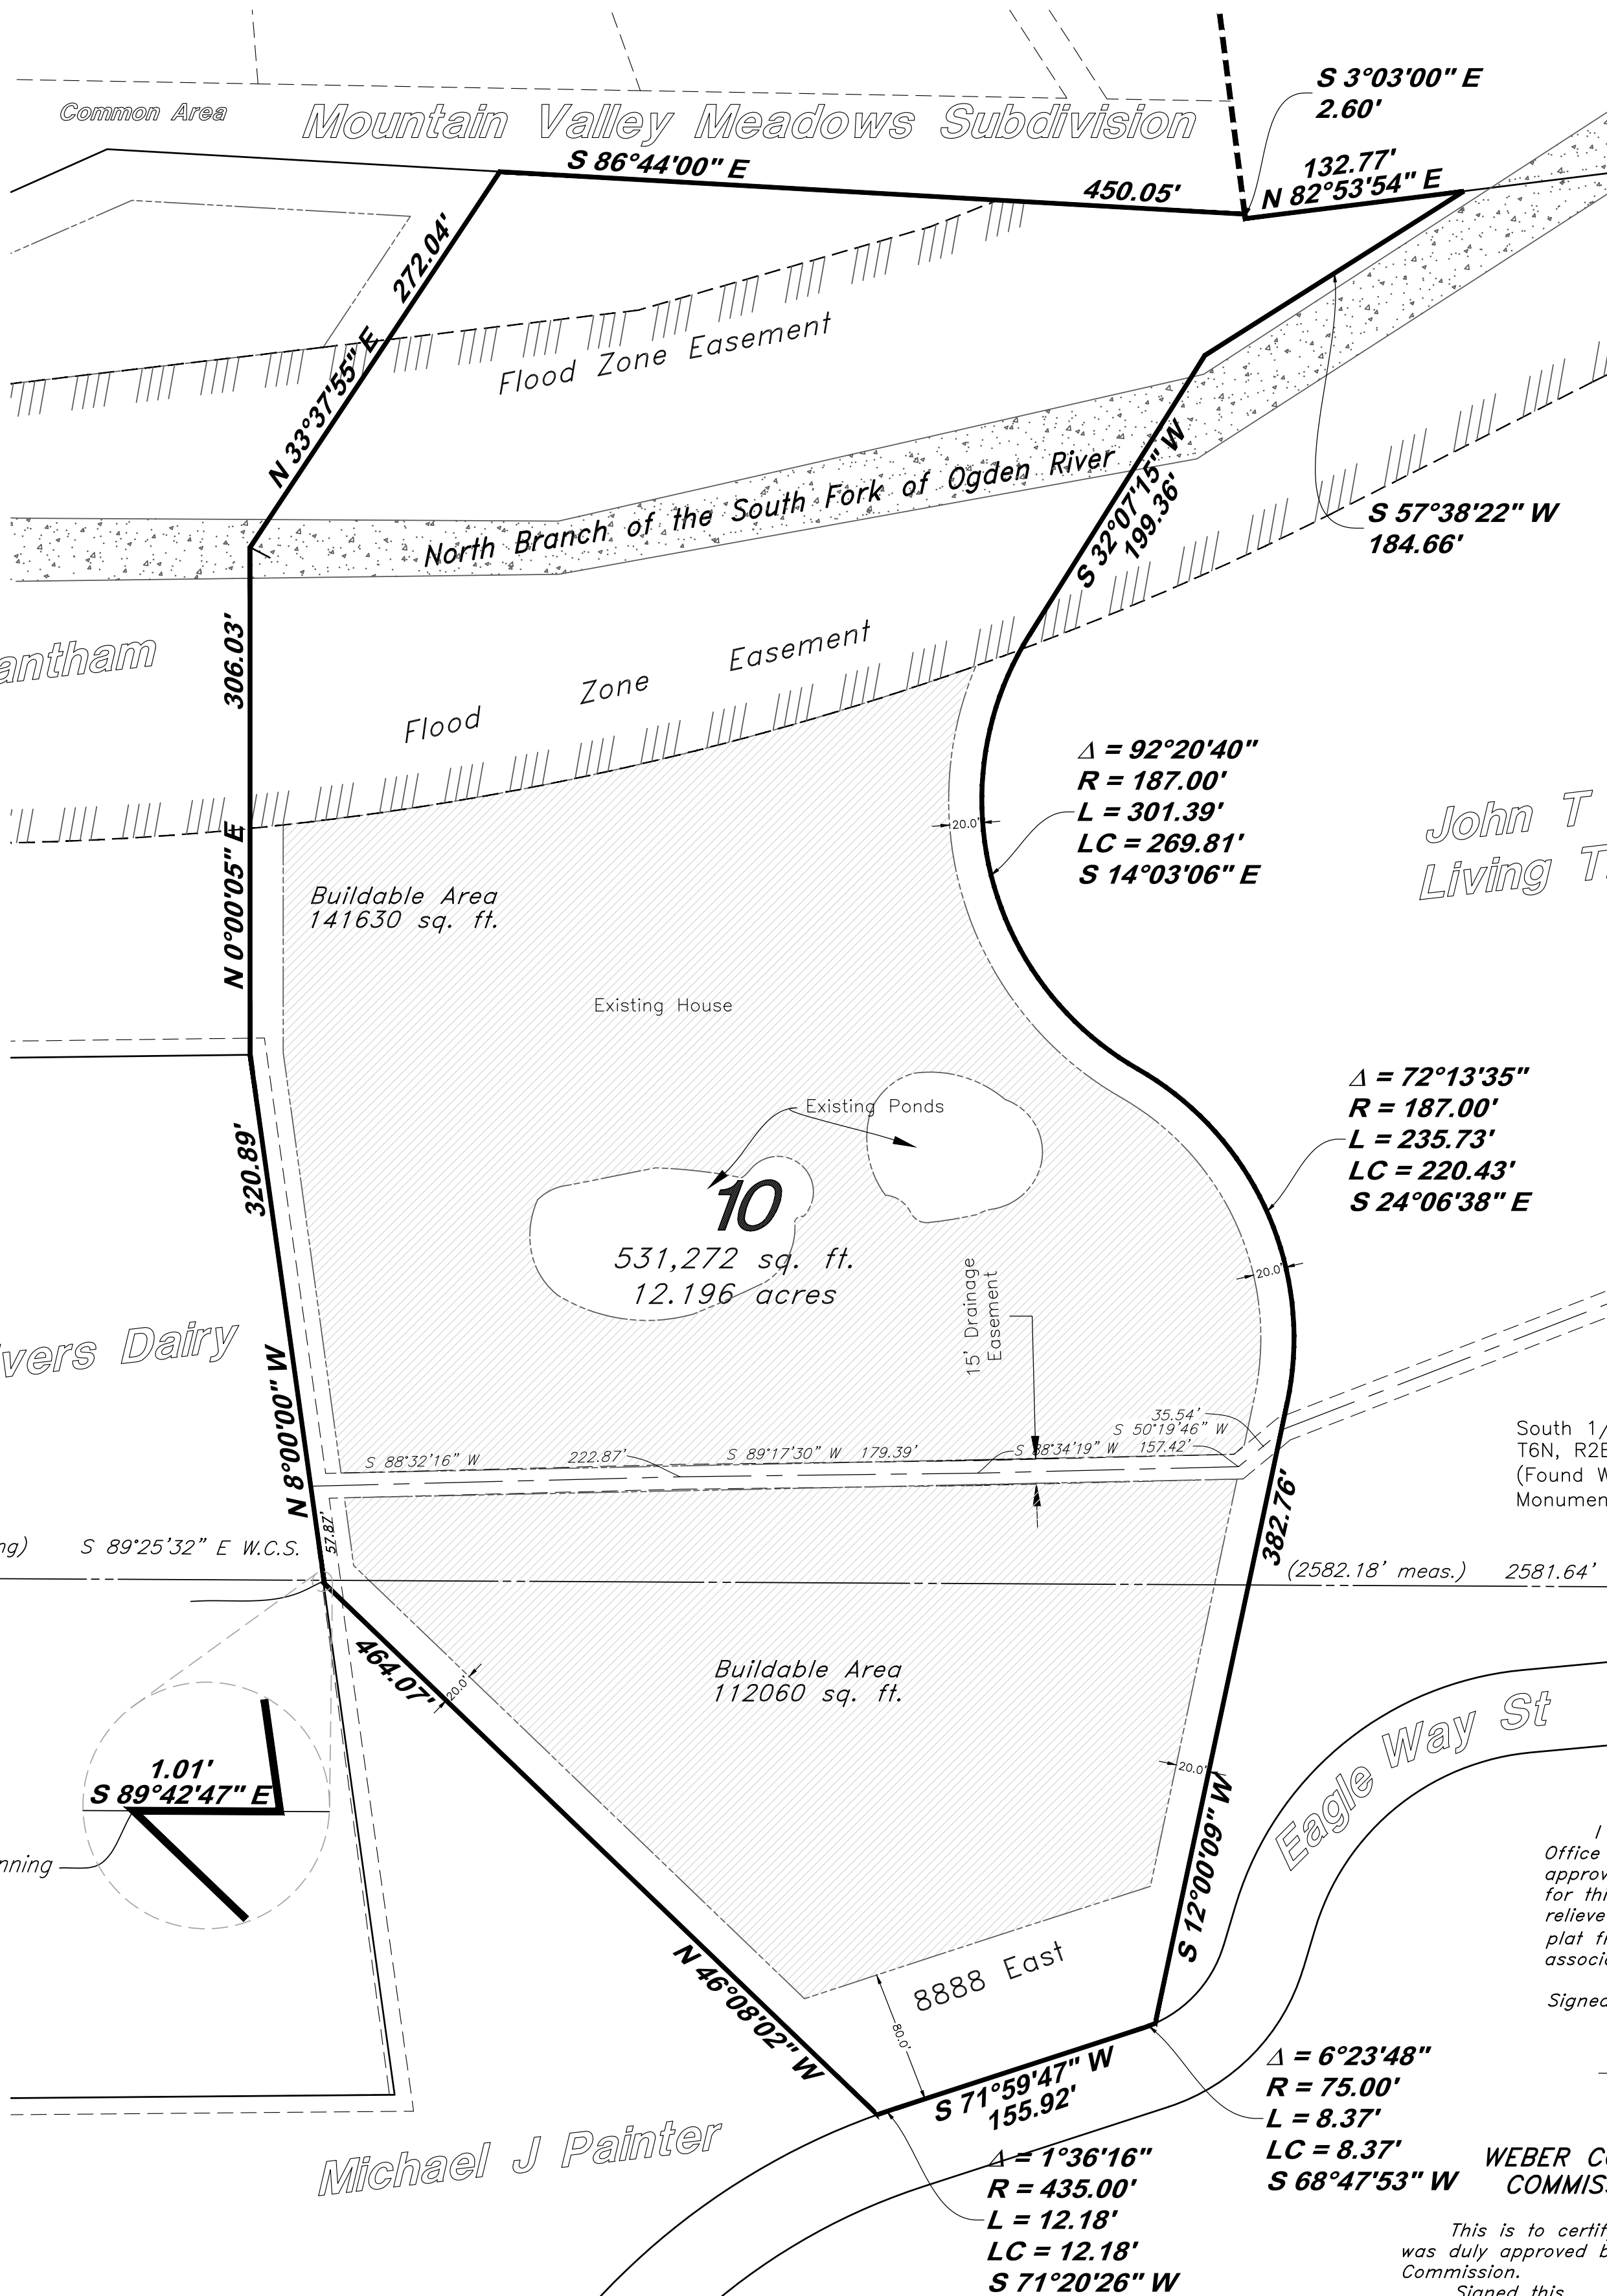 S 3°03'00" E
2.60'
Common Area
Mountain Valley Meadows Subdivision
132.77'
N 82°53'54" E
S 86°44'00" E
450.05'
272.04'
N 33°37'55" E
Flood Zone Easement
North Branch of the South Fork of Ogden River
S 32°07'15" W
199.36'
S 57°38'22" W
184.66'
306.03'
N 0°00'05" E
antham
Flood Zone Easement
Δ = 92°20'40"
R = 187.00'
L = 301.39'
LC = 269.81'
S 14°03'06" E
20.0'
John T
Living T
Buildable Area
141630 sq. ft.
Existing House
Δ = 72°13'35"
R = 187.00'
L = 235.73'
LC = 220.43'
S 24°06'38" E
Existing Ponds
320.89'
N 8°00'00" W
10
531,272 sq. ft.
12.196 acres
15' Drainage
Easement
20.0'
vers Dairy
35.54'
S 50°19'46" W
S 88°32'16" W
222.87'
S 89°17'30" W 179.39'
S 88°34'19" W 157.42'
South 1/
T6N, R2E
(Found W
Monumen
382.76'
57.87'
ng) S 89°25'32" E W.C.S.
(2582.18' meas.) 2581.64'
464.07'
20.0'
Buildable Area
112060 sq. ft.
20.0'
Eagle Way St
1.01'
S 89°42'47" E
nning
S 12°00'09" W
I
Office
approv
for thi
relieve
plat fr
associ
Signed
N 46°08'02" W
8888 East
80.0'
S 71°59'47" W
155.92'
Δ = 6°23'48"
R = 75.00'
L = 8.37'
LC = 8.37'
S 68°47'53" W
Michael J Painter
Δ = 1°36'16"
R = 435.00'
L = 12.18'
LC = 12.18'
S 71°20'26" W
WEBER CO
COMMISS
This is to certify
was duly approved b
Commission.
Signed this